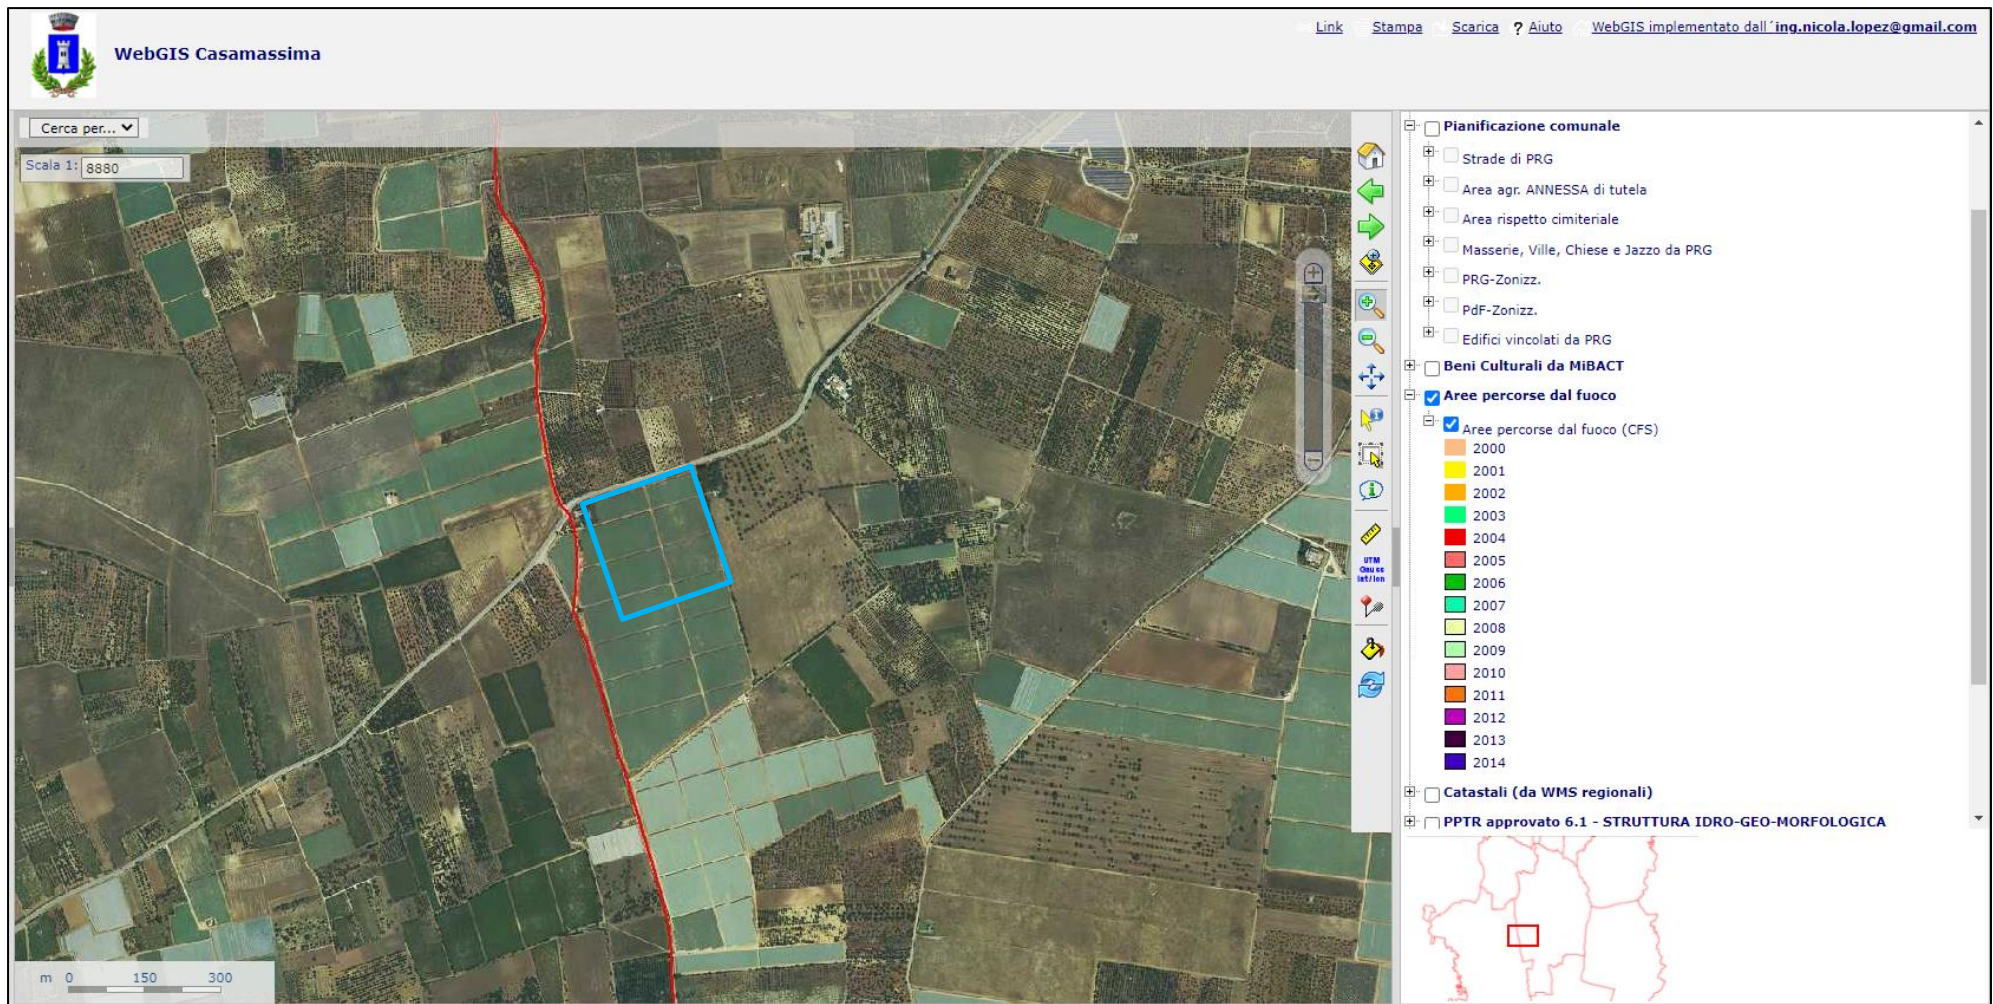 Link Stampa Scarica ? Aiuto WebGIS implementato dall´ing.nicola.lopez@gmail.com
WebGIS Casamassima
Cerca per...
Scala 1: 8880
Pianificazione comunale
Strade di PRG
Area agr. ANNESSA di tutela
Area rispetto cimiteriale
Masserie, Ville, Chiese e Jazzo da PRG
PRG-Zonizz.
PdF-Zonizz.
Edifici vincolati da PRG
Beni Culturali da MiBACT
Aree percorse dal fuoco
Aree percorse dal fuoco (CFS)
2000
2001
2002
2003
2004
2005
2006
2007
2008
2009
2010
2011
2012
2013
2014
Catastali (da WMS regionali)
PPTR approvato 6.1 - STRUTTURA IDRO-GEO-MORFOLOGICA
UTM
Gauss
lat/lon
m 0 150 300